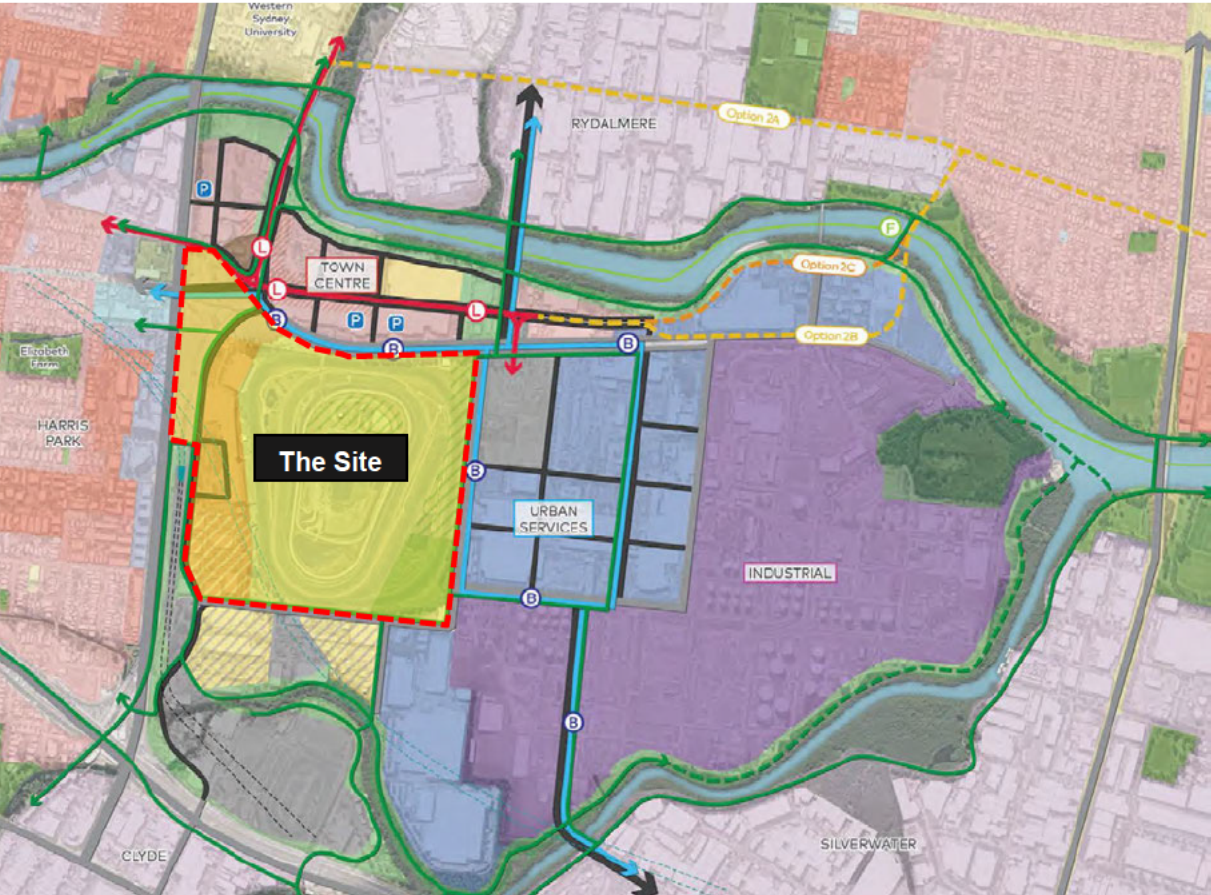 Western
Sydney
University
RYDALMERE
Option 2A
P
F
L
TOWN
CENTRE
Option 2C
L
L
B
P
P
Option 2B
B
B
Elizabeth
Farm
HARRIS
PARK
The Site
B
URBAN
SERVICES
INDUSTRIAL
B
B
CLYDE
SILVERWATER